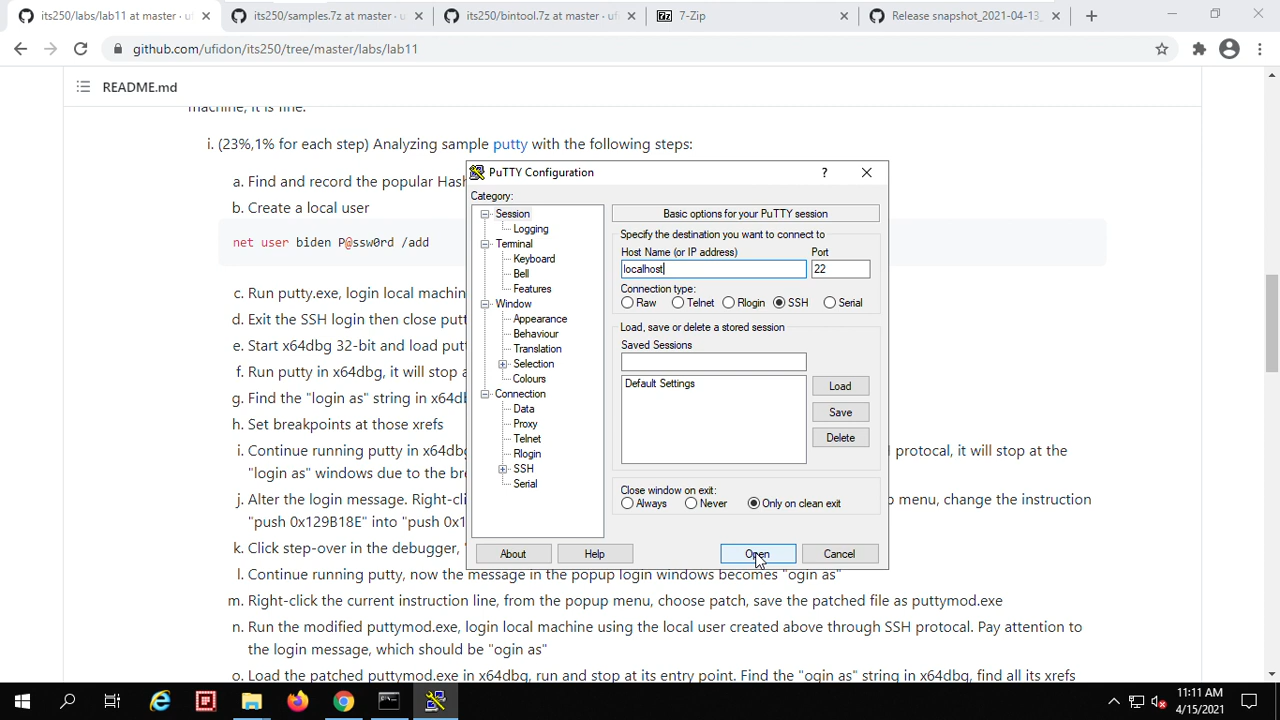 its250/labs/lab11 at master · u
its250/samples.7z at master · u
its250/bintool.7z at master · ufi
7-Zip
Release snapshot_2021-04-13_
github.com/ufidon/its250/tree/master/labs/lab11
README.md
machine, it is fine.
i. (23%,1% for each step) Analyzing sample putty with the following steps:
a. Find and record the popular Hash
b. Create a local user
net user biden P@ssw0rd /add
c. Run putty.exe, login local machin
d. Exit the SSH login then close putt
e. Start x64dbg 32-bit and load putt
f. Run putty in x64dbg, it will stop a
g. Find the "login as" string in x64db
h. Set breakpoints at those xrefs
i. Continue running putty in x64dbg
protocal, it will stop at the
"login as" windows due to the bre
j. Alter the login message. Right-cli
menu, change the instruction
"push 0x129B18E" into "push 0x1
k. Click step-over in the debugger,
l. Continue running putty, now the message in the popup login windows becomes "ogin as"
m. Right-click the current instruction line, from the popup menu, choose patch, save the patched file as puttymod.exe
n. Run the modified puttymod.exe, login local machine using the local user created above through SSH protocal. Pay attention to
the login message, which should be "ogin as"
o. Load the patched puttymod.exe in x64dbg, run and stop at its entry point. Find the "ogin as" string in x64dbg, find all its xrefs
PuTTY Configuration
?
Category:
Session
Logging
Terminal
Keyboard
Bell
Features
Window
Appearance
Behaviour
Translation
Selection
Colours
Connection
Data
Proxy
Telnet
Rlogin
SSH
Serial
Basic options for your PuTTY session
Specify the destination you want to connect to
Host Name (or IP address) Port
localhost 22
Connection type:
Raw Telnet Rlogin SSH Serial
Load, save or delete a stored session
Saved Sessions
Default Settings
Load
Save
Delete
Close window on exit:
Always Never Only on clean exit
About Help Open Cancel
11:11 AM
4/15/2021